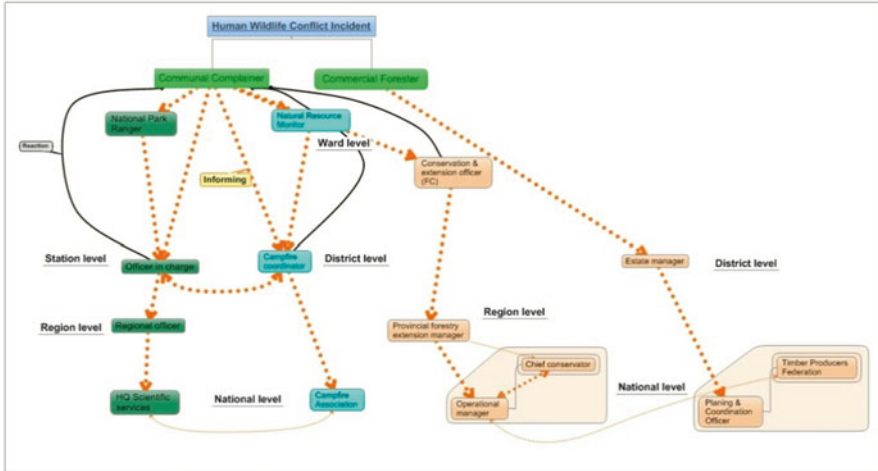 Human Wildlife Conflict Incident
Communal Complainer
Commercial Forester
National Park
Ranger
Natural Resource
Monitor
Reaction
Ward level
Conservation &
extension officer
(FC)
Informing
Station level
Officer in charge
Campfire
coordinator
District level
Estate manager
District level
Region level
Regional officer
Region level
Provincial forestry
extension manager
Chief conservator
Timber Producers
Federation
HQ Scientific
services
National level
Campfire
Association
Operational
manager
National level
Planing &
Coordination
Officer